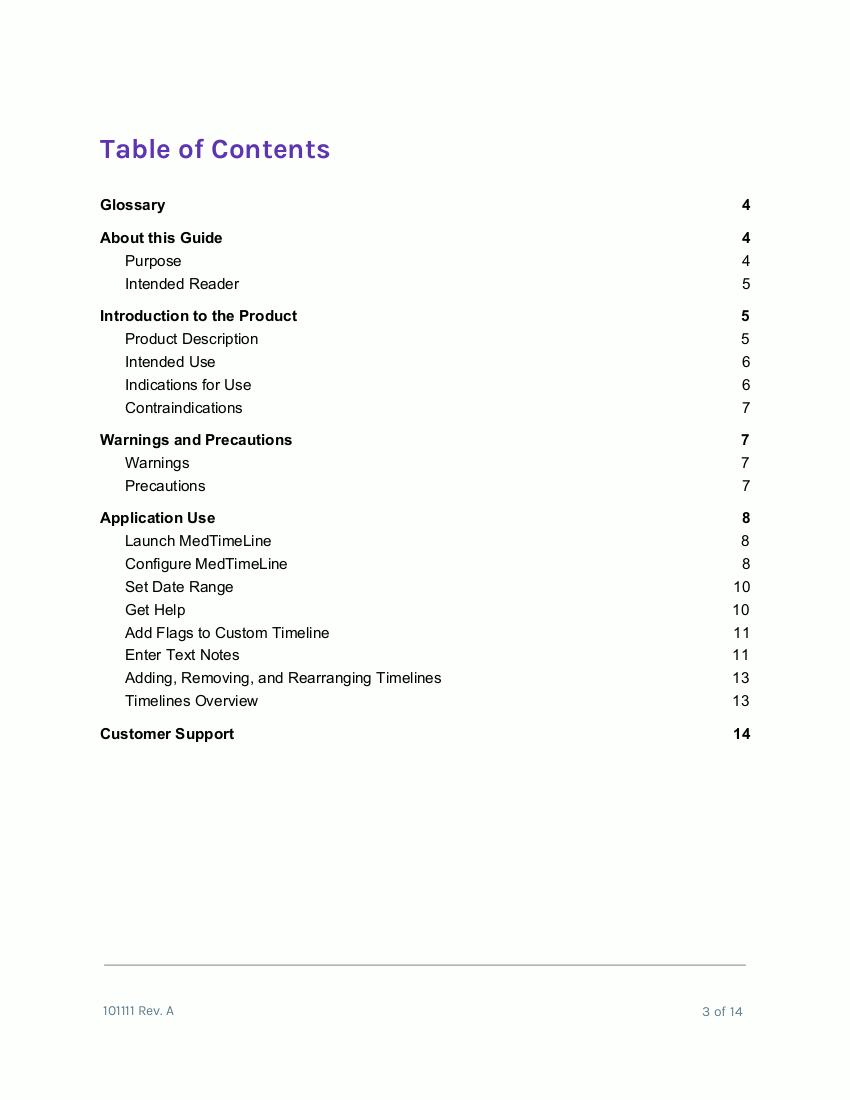 Table of Contents
Glossary 4
About this Guide 4
Purpose 4
Intended Reader 5
Introduction to the Product 5
Product Description 5
Intended Use 6
Indications for Use 6
Contraindications 7
Warnings and Precautions 7
Warnings 7
Precautions 7
Application Use 8
Launch MedTimeLine 8
Configure MedTimeLine 8
Set Date Range 10
Get Help 10
Add Flags to Custom Timeline 11
Enter Text Notes 11
Adding, Removing, and Rearranging Timelines 13
Timelines Overview 13
Customer Support 14
101111 Rev. A 3 of 14